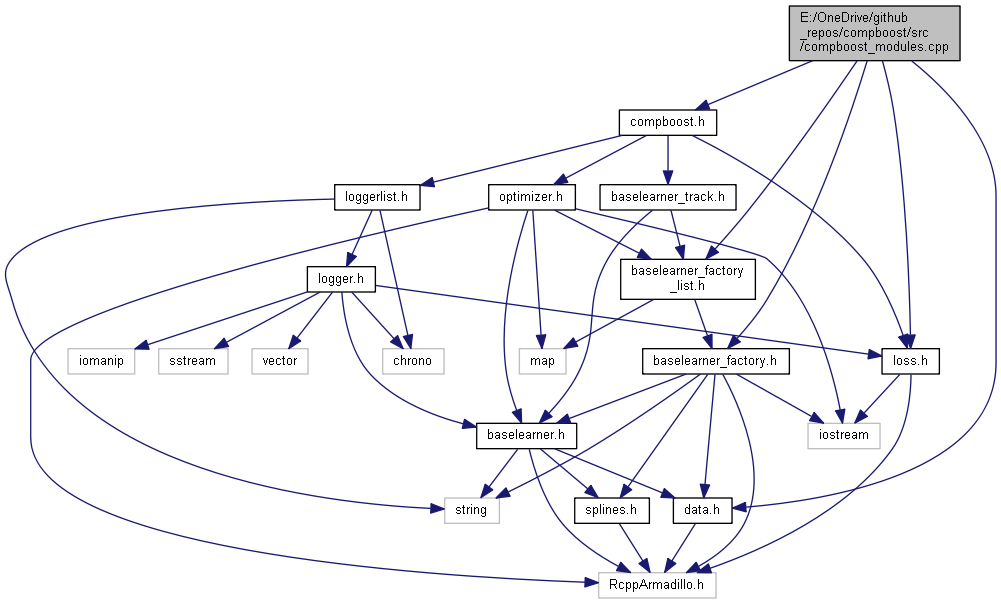 E:/OneDrive/github
_repos/compboost/src
/compboost_modules.cpp
compboost.h
loggerlist.h
optimizer.h
baselearner_track.h
logger.h
baselearner_factory
_list.h
iomanip
sstream
vector
chrono
map
baselearner_factory.h
loss.h
baselearner.h
iostream
string
splines.h
data.h
RcppArmadillo.h